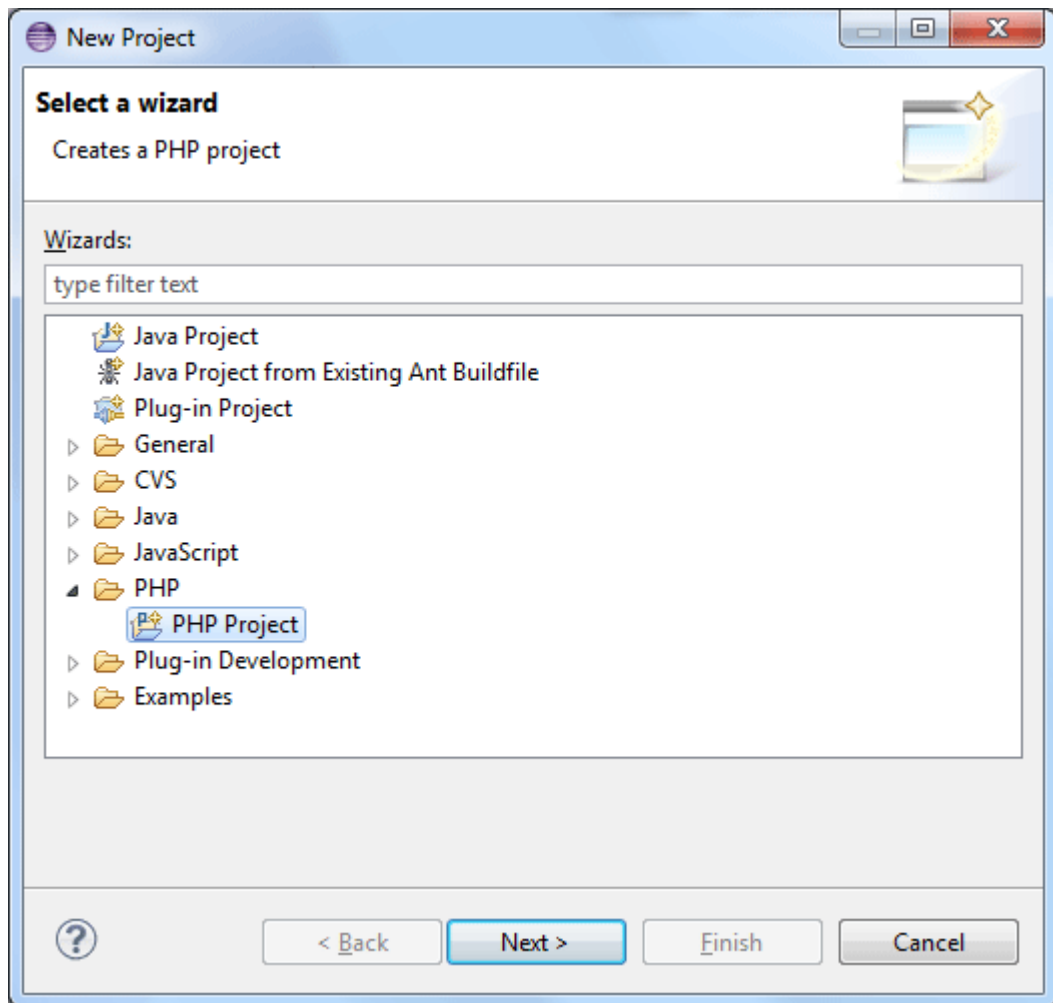 New Project
Select a wizard
Creates a PHP project
Wizards:
type filter text
Java Project
Java Project from Existing Ant Buildfile
Plug-in Project
General
CVS
Java
JavaScript
PHP
PHP Project
Plug-in Development
Examples
< Back Next > Finish Cancel